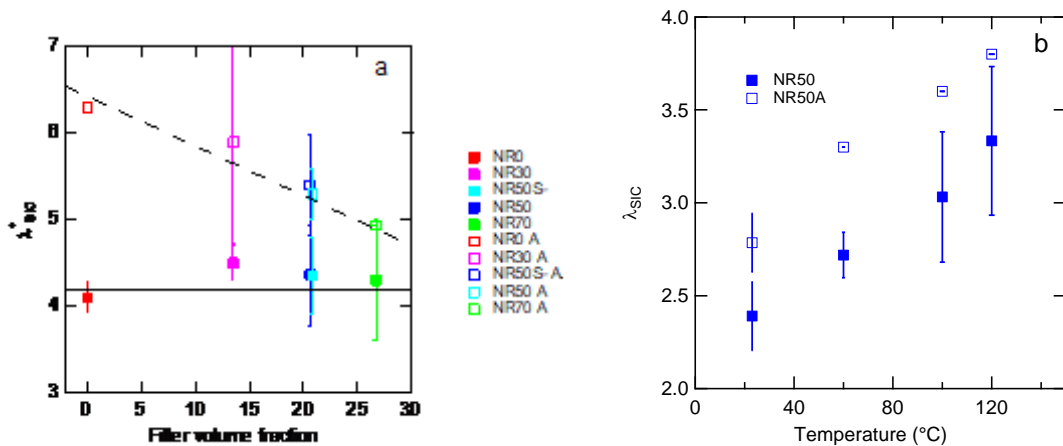 7
6
5
4
3
λ*SIC
a
0 5 10 15 20 25 30
Filler volume fraction
NR0
NR30
NR50S-
NR50
NR70
NR0 A
NR30 A
NR50S- A
NR50 A
NR70 A
4.0
3.5
3.0
2.5
2.0
λSIC
b
NR50
NR50A
0 40 80 120
Temperature (°C)